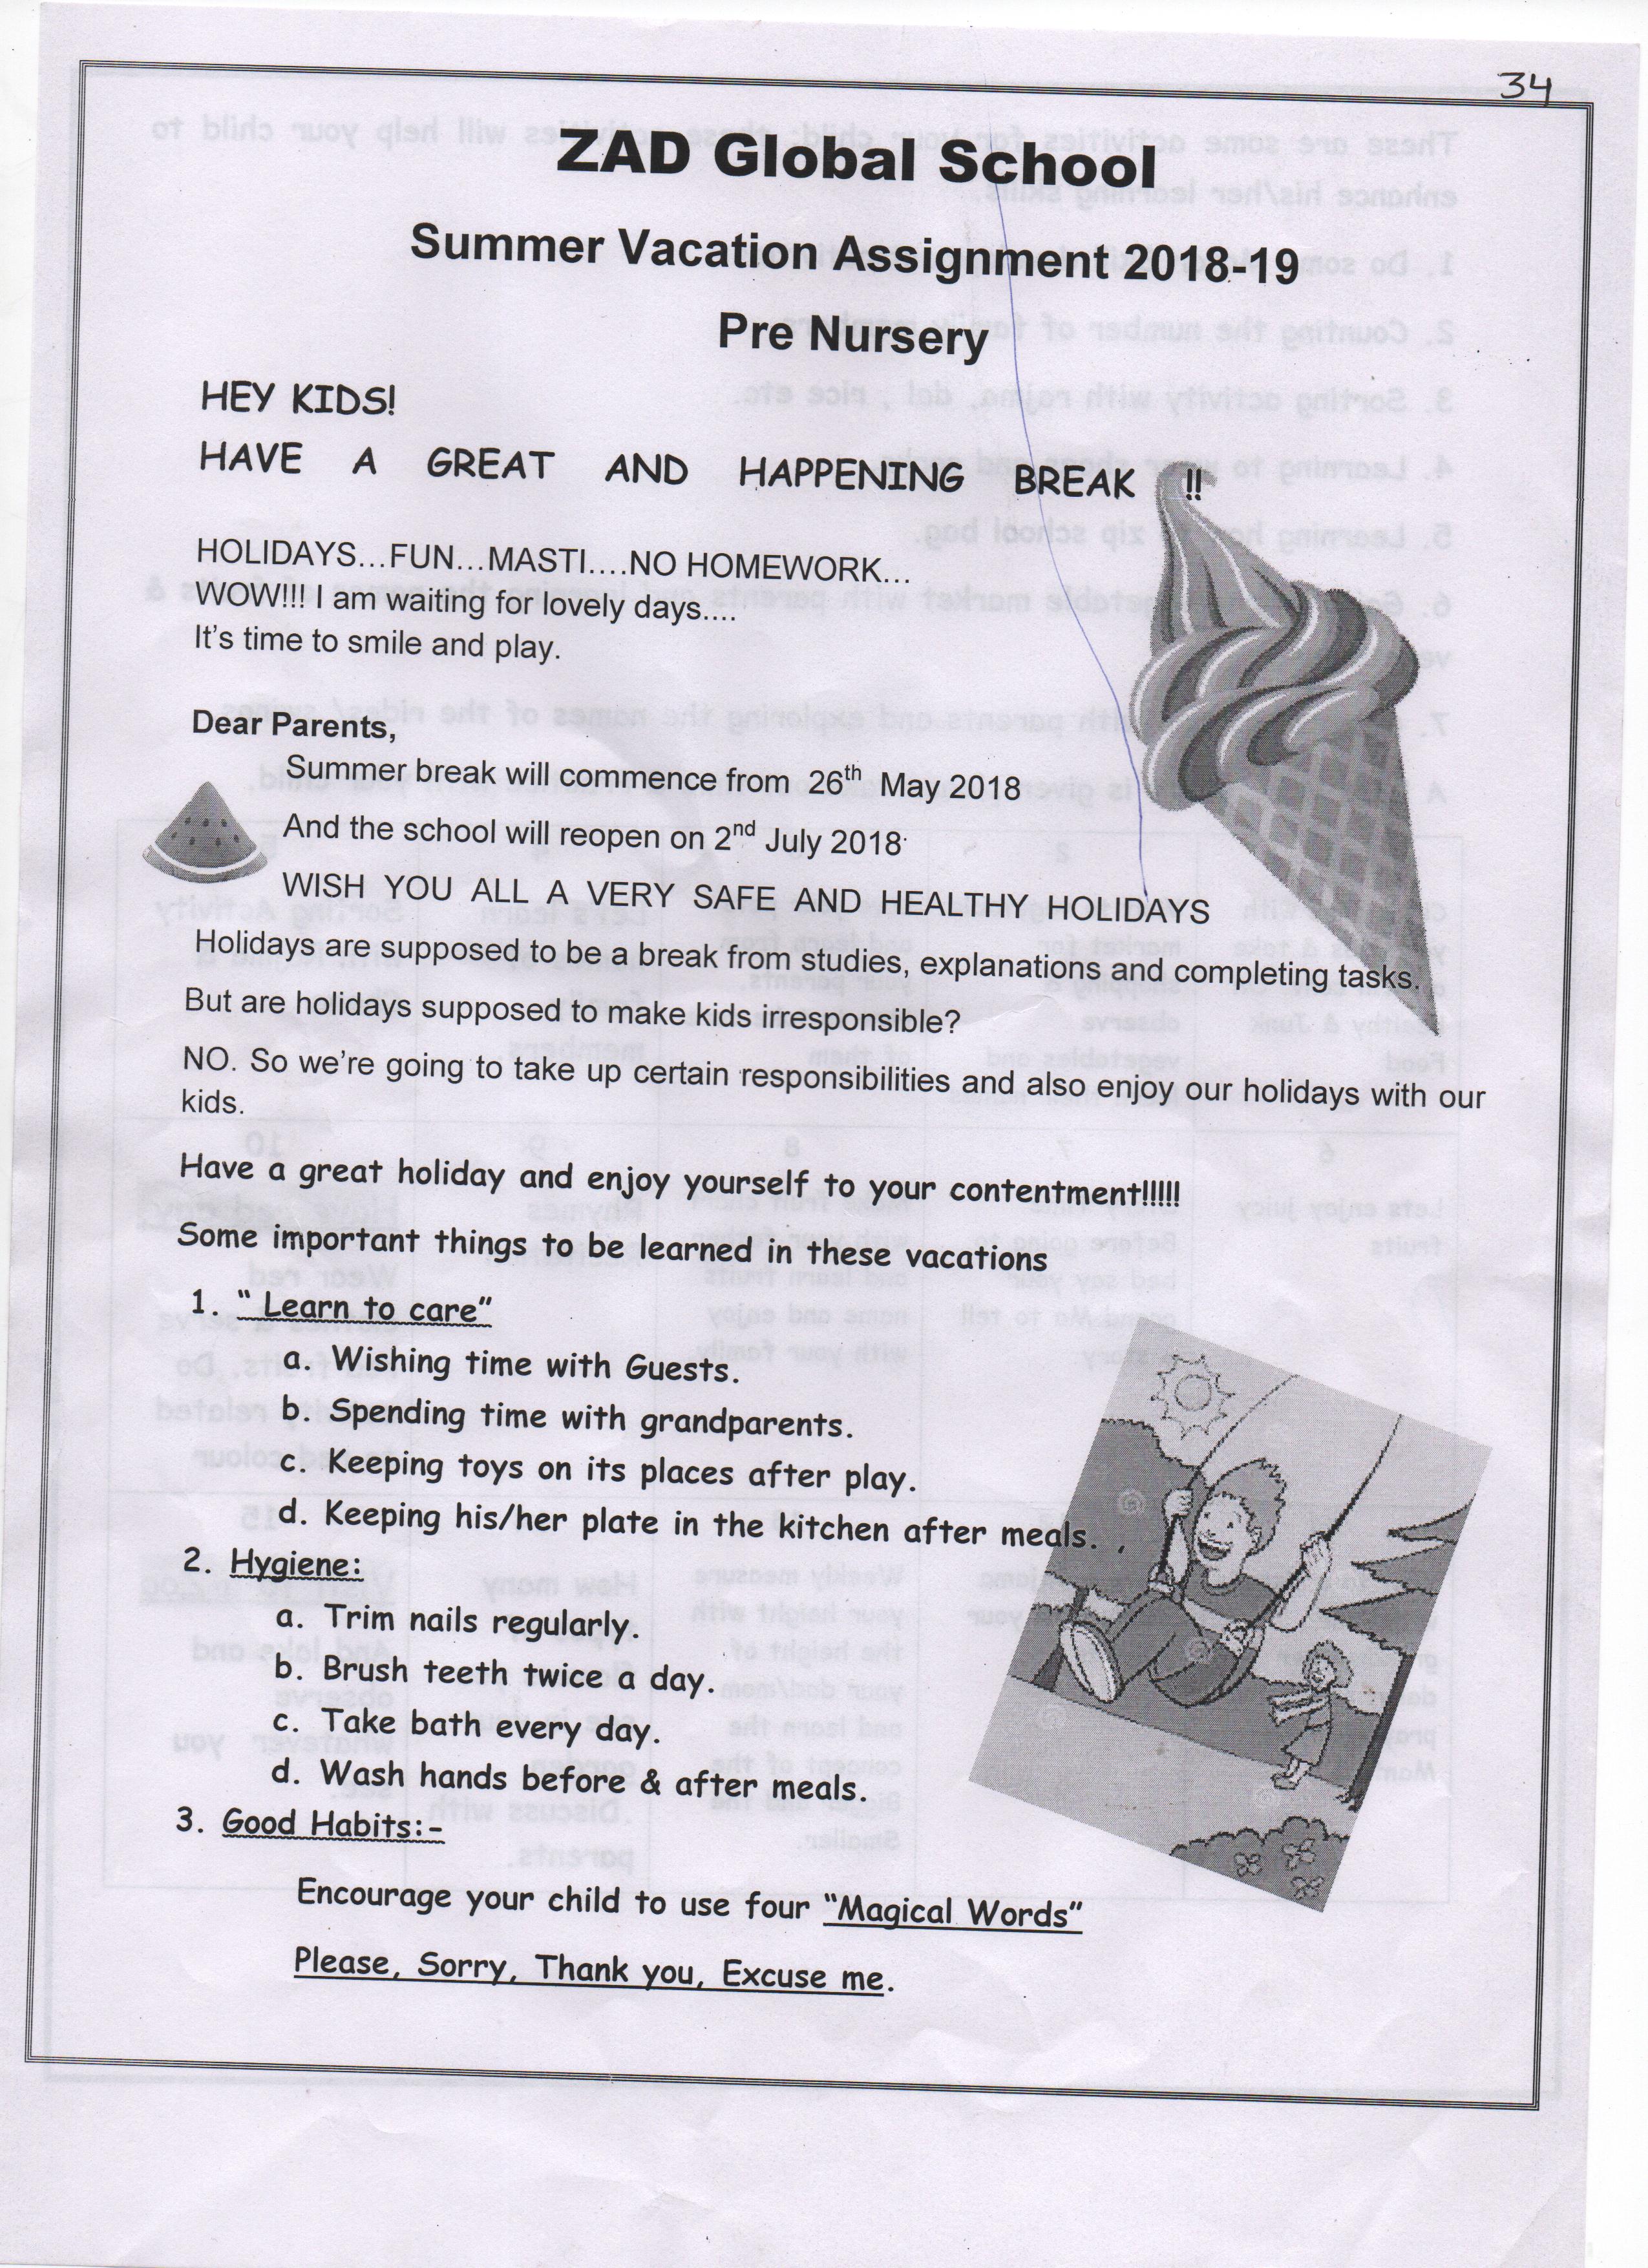 34
ZAD Global School
Summer Vacation Assignment 2018-19
Pre Nursery
HEY KIDS!
HAVE A GREAT AND HAPPENING BREAK !!
HOLIDAYS...FUN...MASTI....NO HOMEWORK...
WOW!!! I am waiting for lovely days....
It's time to smile and play.
Dear Parents,
Summer break will commence from 26th May 2018
And the school will reopen on 2nd July 2018
WISH YOU ALL A VERY SAFE AND HEALTHY HOLIDAYS
Holidays are supposed to be a break from studies, explanations and completing tasks.
But are holidays supposed to make kids irresponsible?
NO. So we're going to take up certain responsibilities and also enjoy our holidays with our
kids.
Have a great holiday and enjoy yourself to your contentment!!!!!
Some important things to be learned in these vacations
1. " Learn to care"
a. Wishing time with Guests.
b. Spending time with grandparents.
c. Keeping toys on its places after play.
d. Keeping his/her plate in the kitchen after meals.
2. Hygiene:
a. Trim nails regularly.
b. Brush teeth twice a day.
c. Take bath every day.
d. Wash hands before & after meals.
3. Good Habits:-
Encourage your child to use four "Magical Words"
Please, Sorry, Thank you, Excuse me.